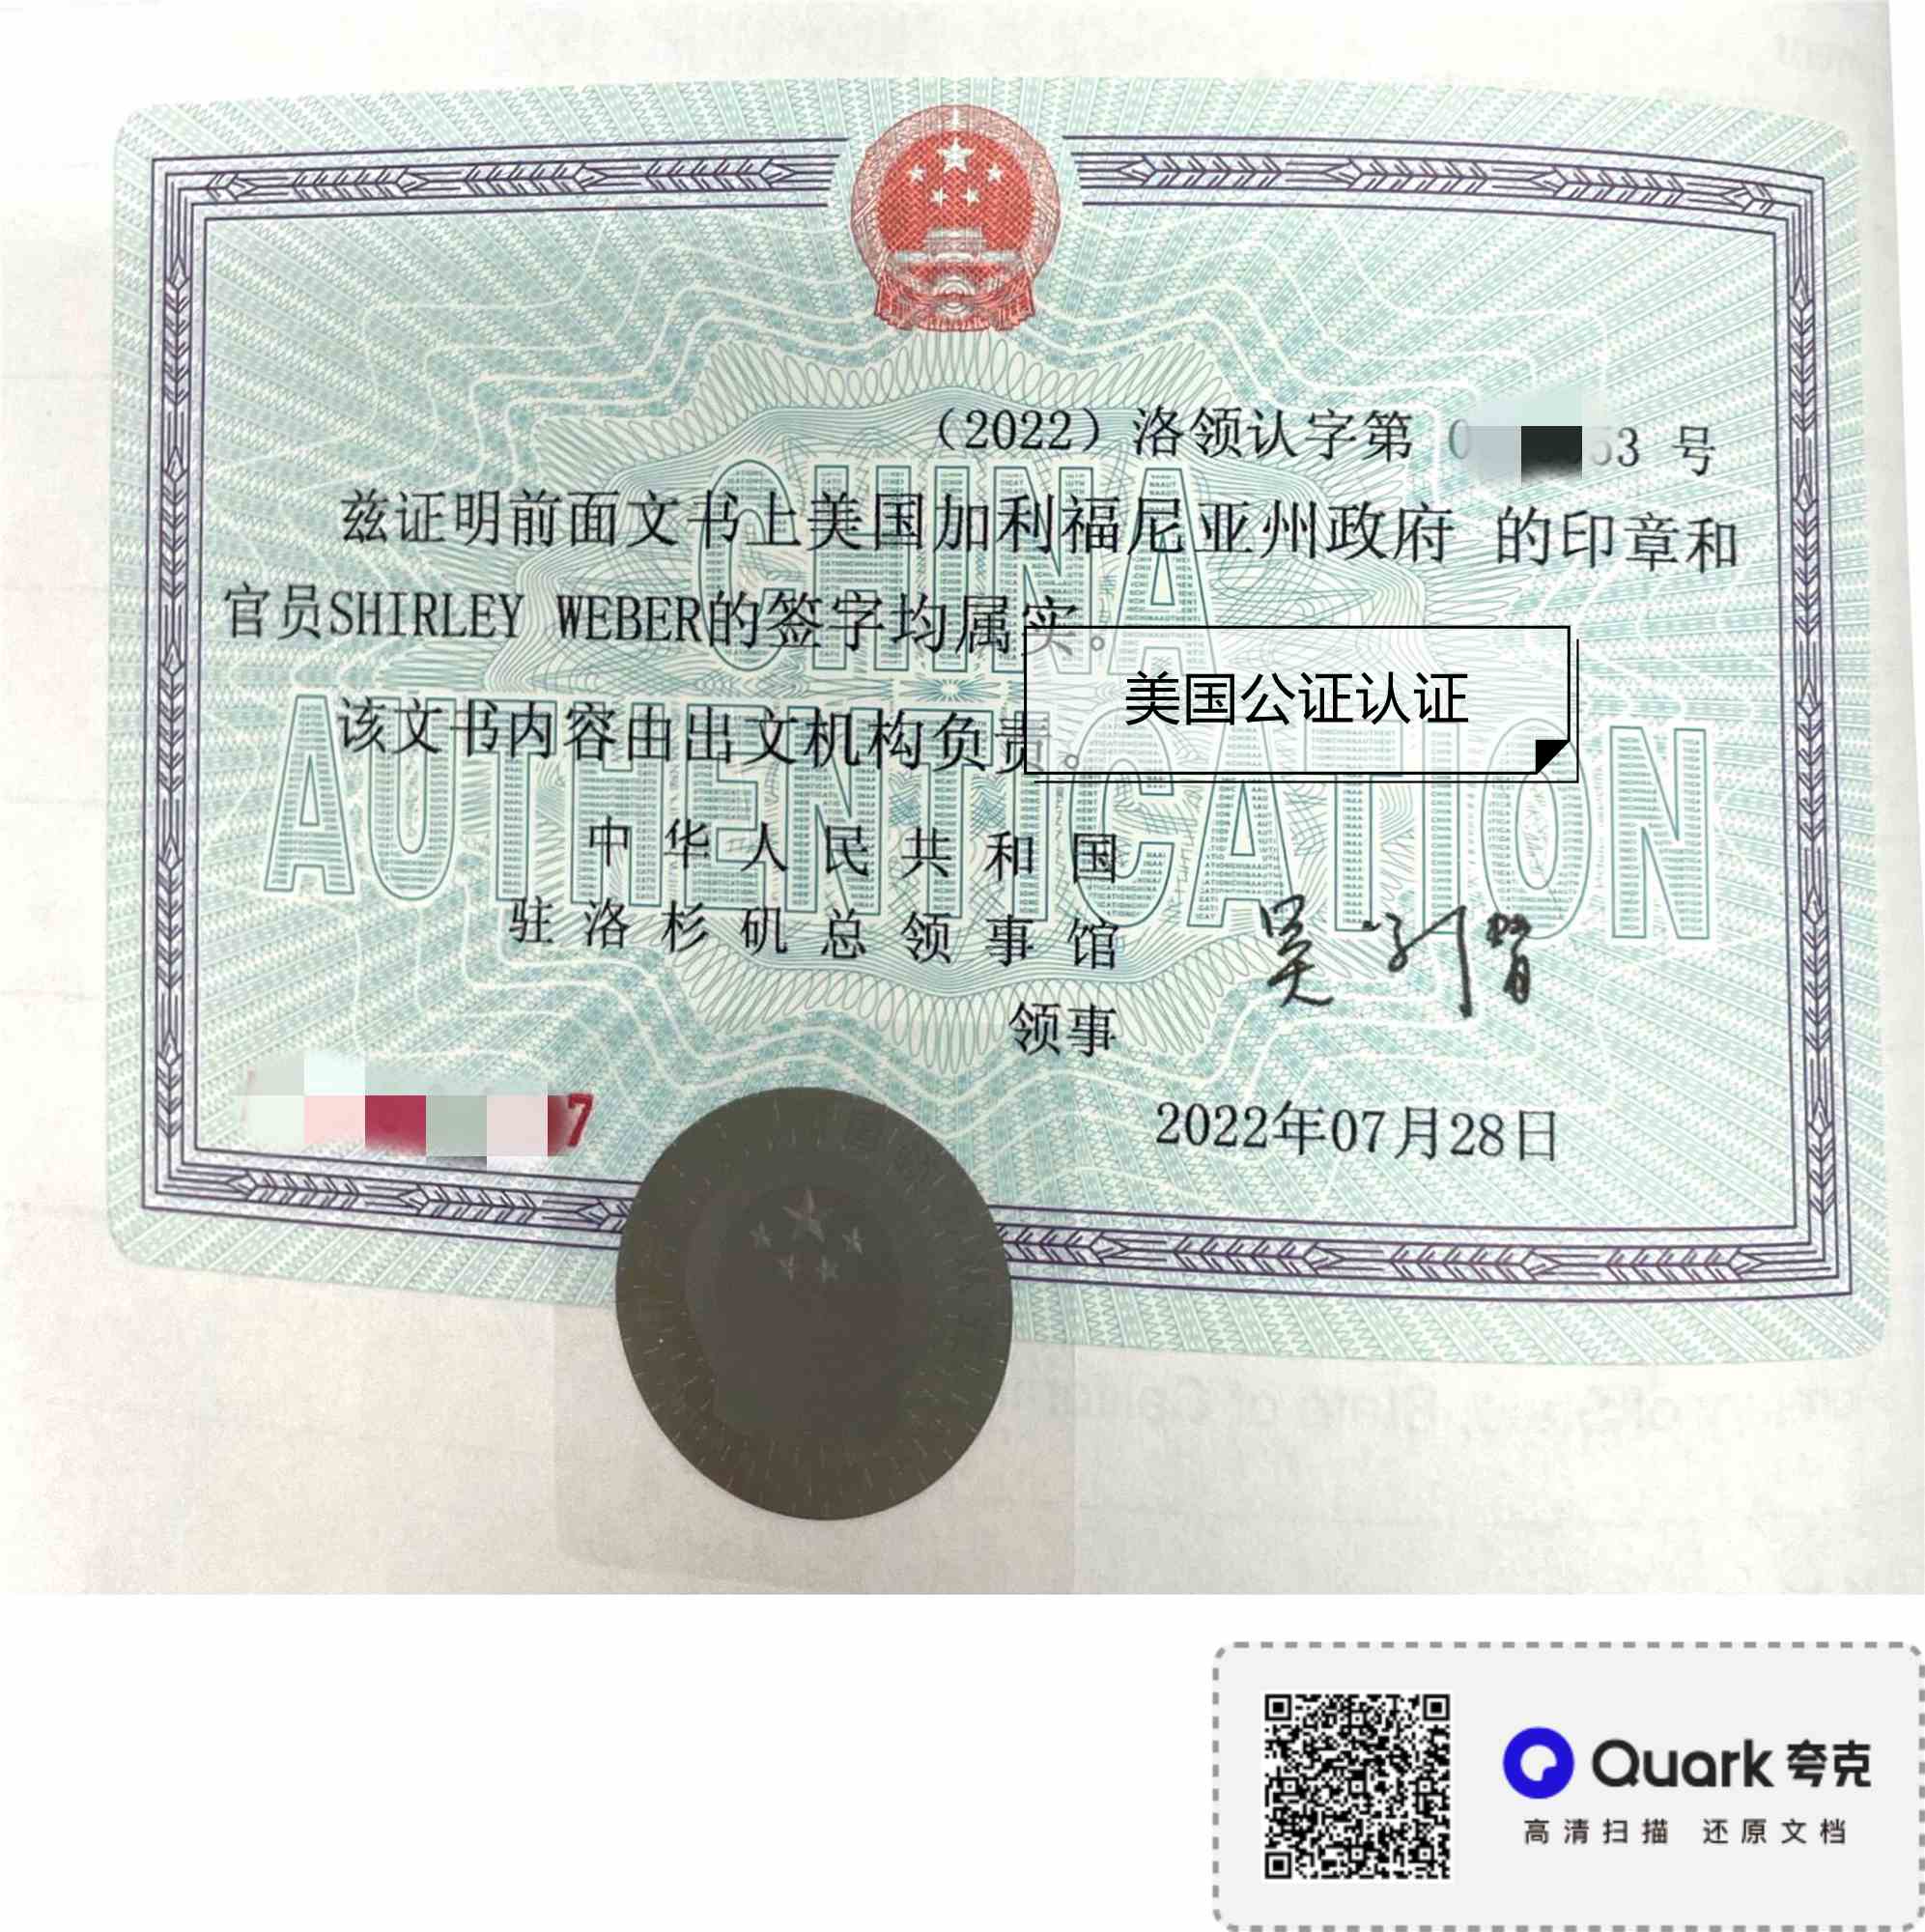 （2022）洛领认字第 0 53 号
兹证明前面文书上美国加利福尼亚州政府 的印章和
官员SHIRLEY WEBER的签字均属实。
美国公证认证
该文书内容由出文机构负责。
CHINA
AUTHENTICATION
中华人民共和国
驻洛杉矶总领事馆
领事
7
2022年07月28日
Quark 夸克
高清扫描 还原文档